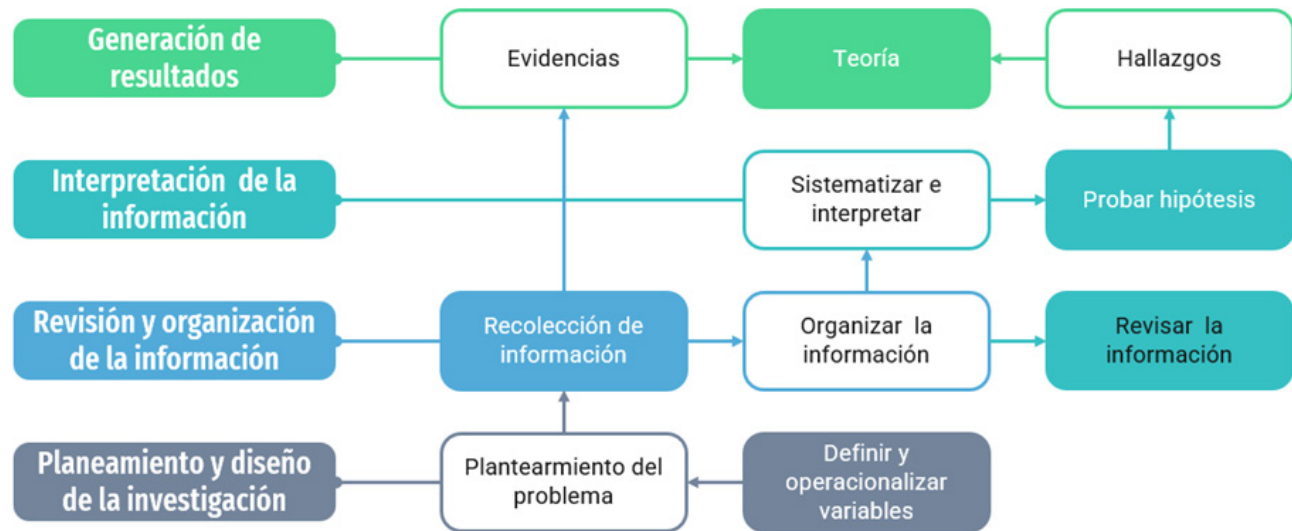 Generación de
resultados
Evidencias
Teoría
Hallazgos
Interpretación de la
información
Sistematizar e
interpretar
Probar hipótesis
Revisión y organización
de la información
Recolección de
información
Organizar la
información
Revisar la
información
Planeamiento y diseño
de la investigación
Planteamiento del
problema
Definir y
operacionalizar
variables